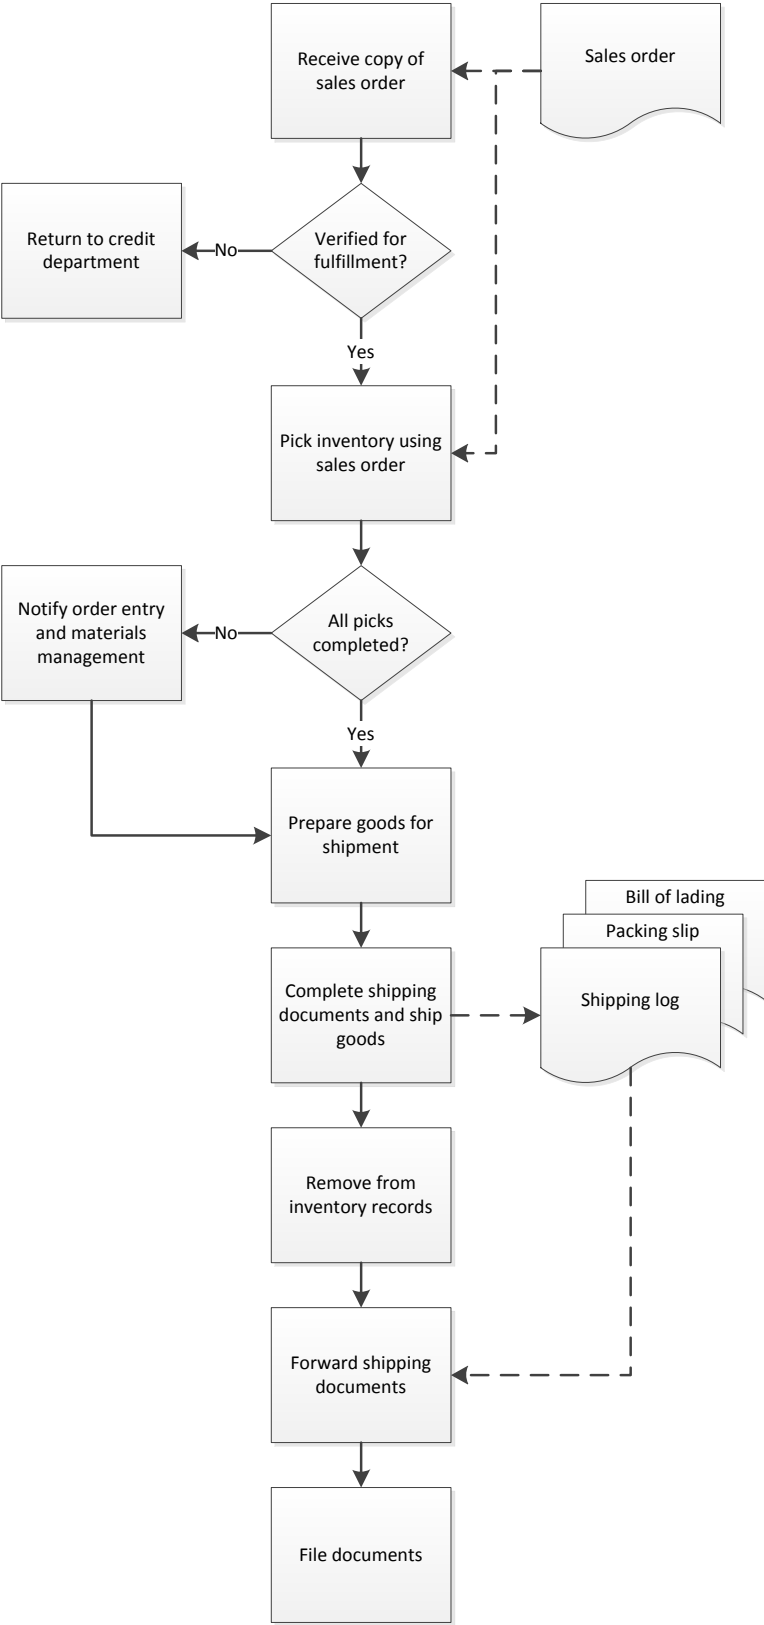 Receive copy of
sales order
Sales order
Return to credit
department
No
Verified for
fulfillment?
Yes
Pick inventory using
sales order
Notify order entry
and materials
management
No
All picks
completed?
Yes
Prepare goods for
shipment
Bill of lading
Packing slip
Shipping log
Complete shipping
documents and ship
goods
Remove from
inventory records
Forward shipping
documents
File documents